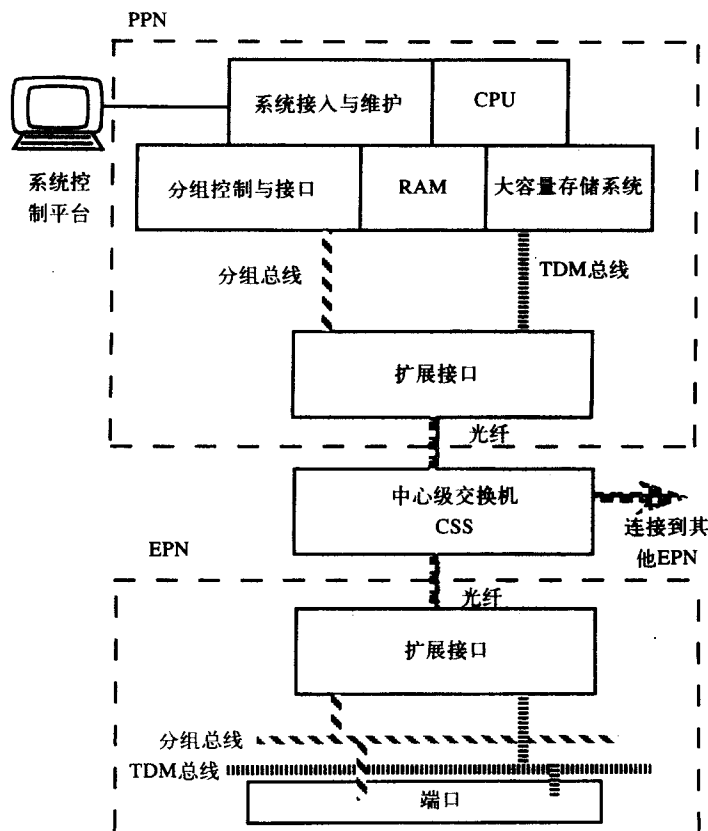 PPN
系统接入与维护
CPU
系统控
制平台
分组控制与接口
RAM
大容量存储系统
分组总线
TDM总线
扩展接口
光纤
中心级交换机
CSS
连接到其
他EPN
EPN
光纤
扩展接口
分组总线
TDM总线
端口